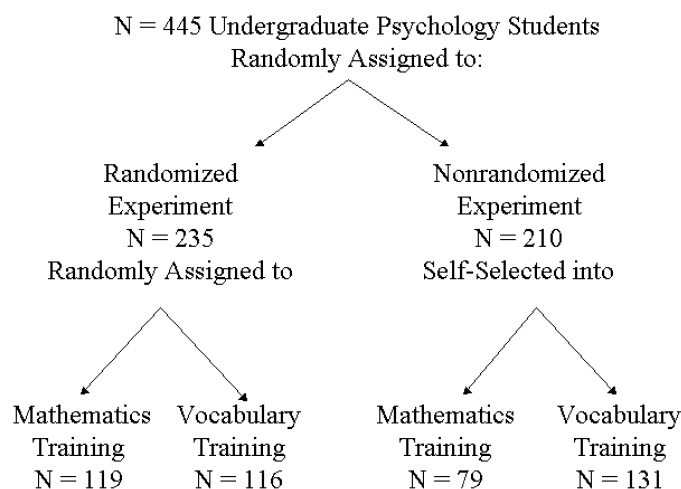 N = 445 Undergraduate Psychology Students
Randomly Assigned to:
Randomized
Experiment
N = 235
Randomly Assigned to
Nonrandomized
Experiment
N = 210
Self-Selected into
Mathematics
Training
N = 119
Vocabulary
Training
N = 116
Mathematics
Training
N = 79
Vocabulary
Training
N = 131